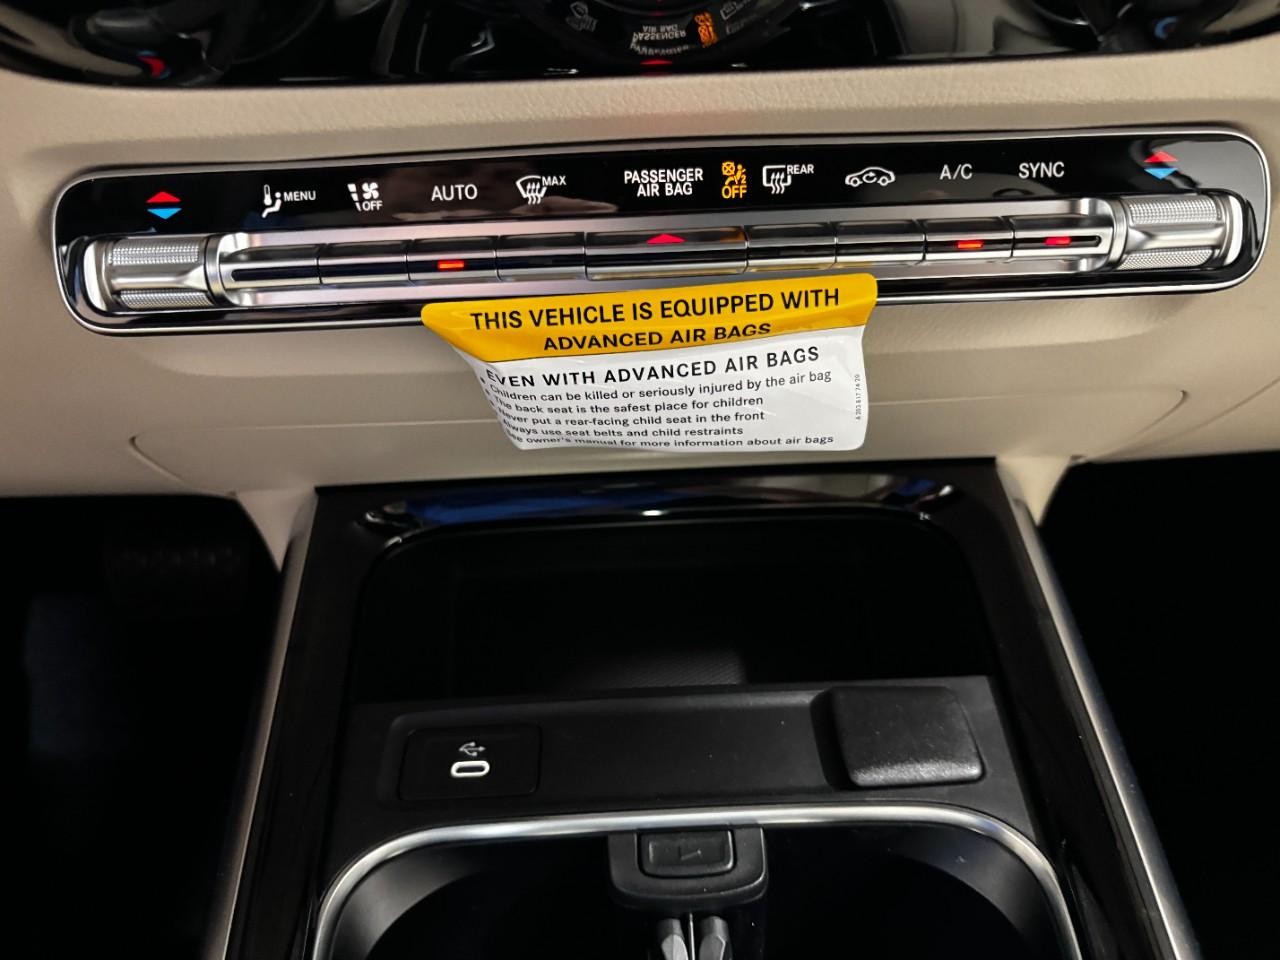 MENU
OFF
AUTO
MAX
PASSENGER
AIR BAG
2
OFF
REAR
A/C
SYNC
THIS VEHICLE IS EQUIPPED WITH
ADVANCED AIR BAGS
EVEN WITH ADVANCED AIR BAGS
Children can be killed or seriously injured by the air bag
The back seat is the safest place for children
Never put a rear-facing child seat in the front
Always use seat belts and child restraints
See owner's manual for more information about air bags